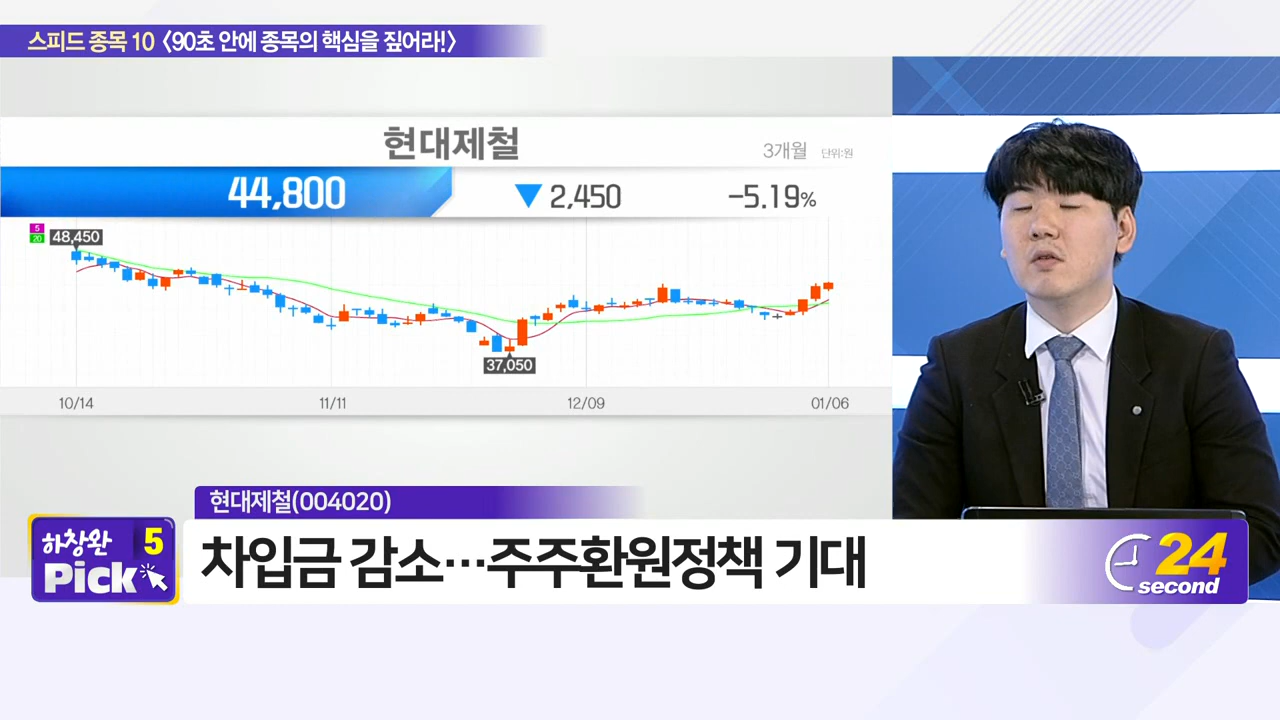 스피드 종목 10 <90초 안에 종목의 핵심을 짚어라!>
현대제철
3개월 단위:원
44,800 ▼ 2,450 -5.19%
5
20
48,450
37,050
10/14 11/11 12/09 01/06
현대제철(004020)
하창완 5
Pick
차입금 감소…주주환원정책 기대
24
second